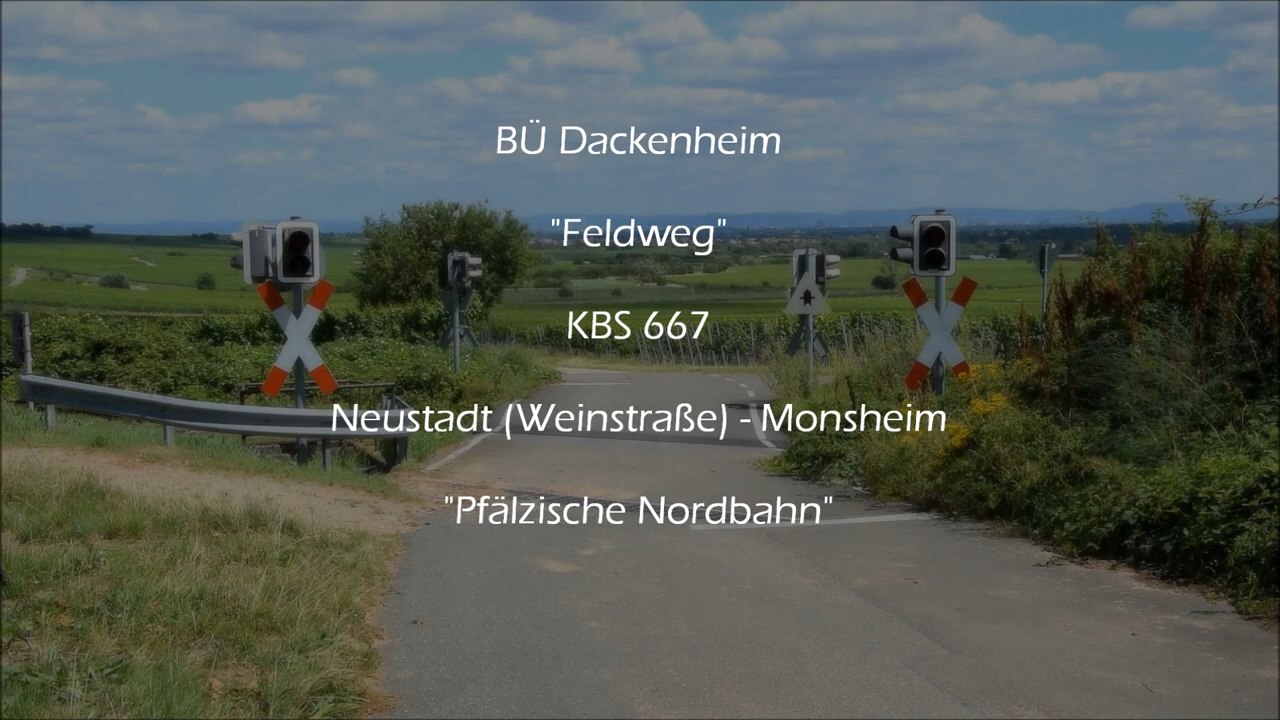 BÜ Dackenheim
"Feldweg"
KBS 667
Neustadt (Weinstraße) - Monsheim
"Pfälzische Nordbahn"